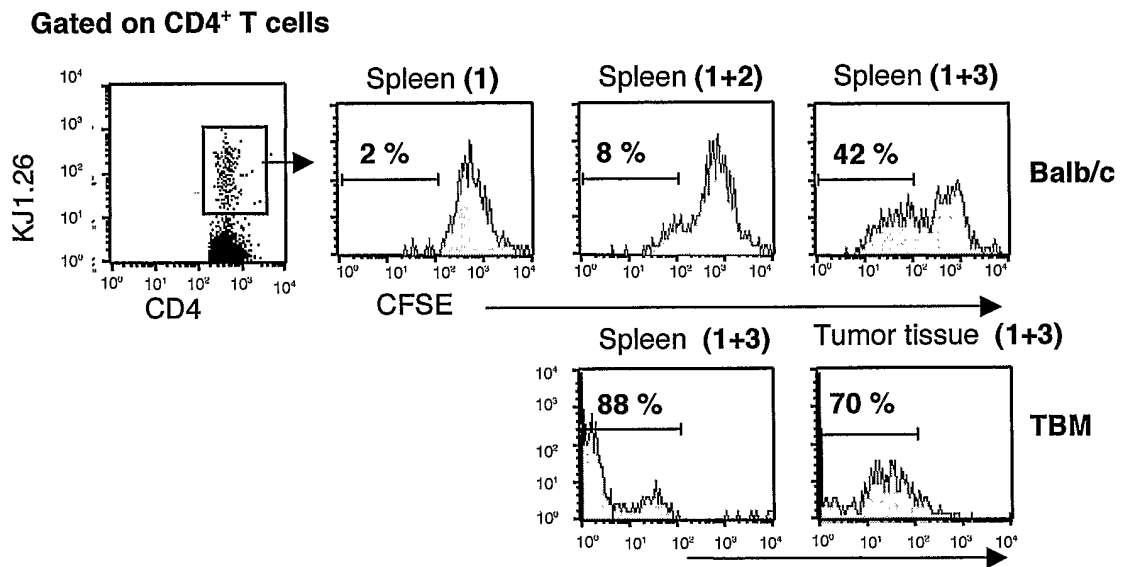 Gated on CD4⁺ T cells
Spleen (1)
Spleen (1+2)
Spleen (1+3)
10⁴
10³
10²
10¹
10⁰
KJ1.26
2 %
8 %
42 %
Balb/c
10⁰ 10¹ 10² 10³ 10⁴
10⁰ 10¹ 10² 10³ 10⁴
10⁰ 10¹ 10² 10³ 10⁴
10⁰ 10¹ 10² 10³ 10⁴
CD4
CFSE
Spleen (1+3)
Tumor tissue (1+3)
10⁴
10³
10²
10¹
10⁰
88 %
70 %
TBM
10⁰ 10¹ 10² 10³ 10⁴
10⁰ 10¹ 10² 10³ 10⁴